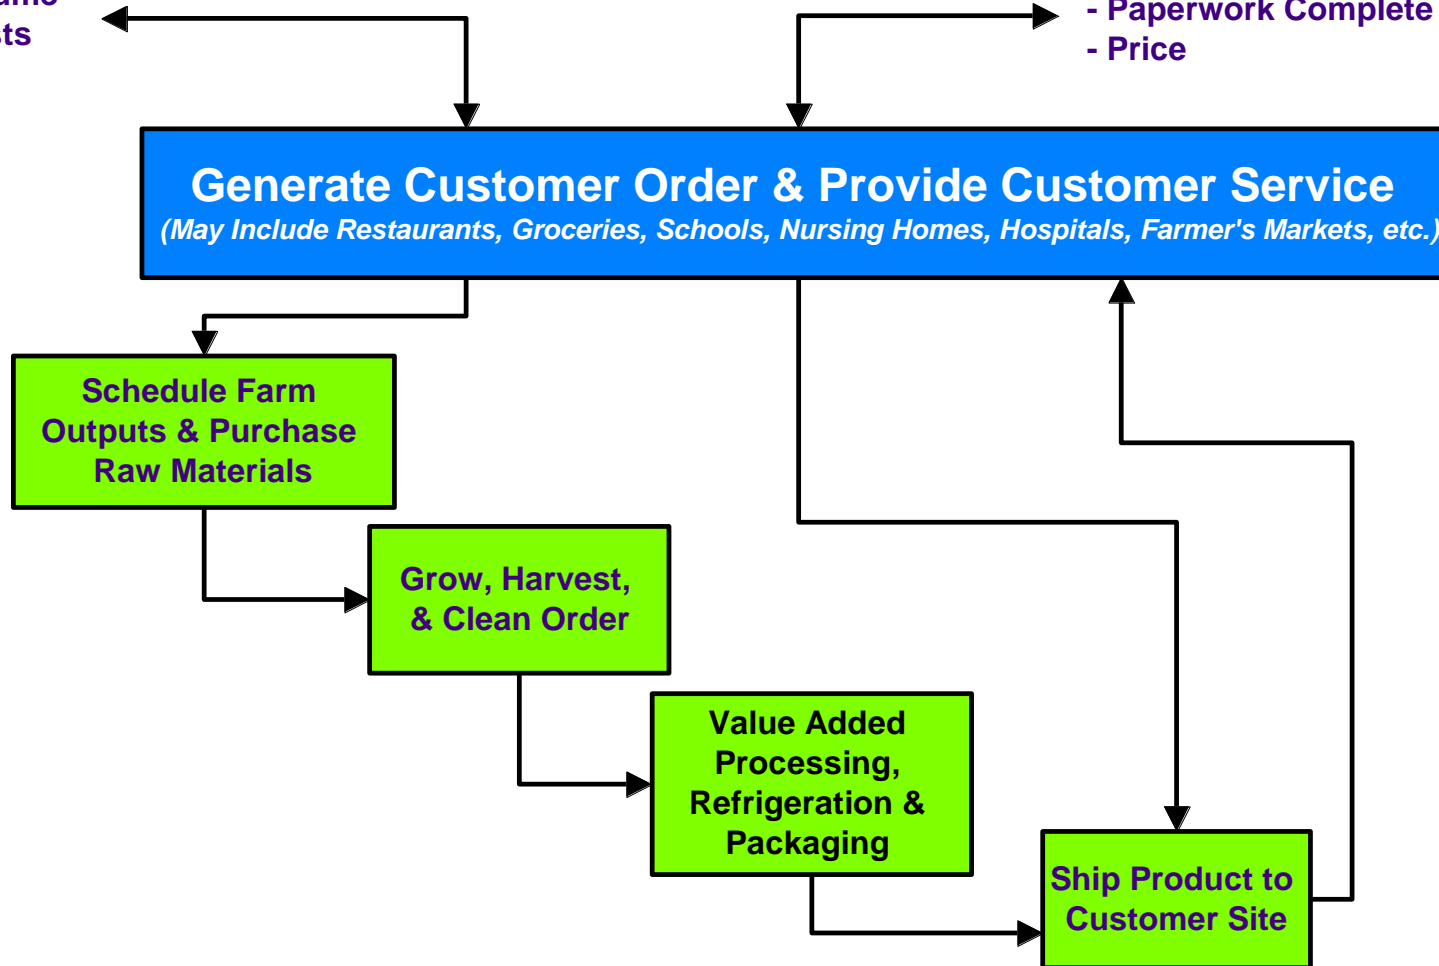 - Paperwork Complete
- Price
Generate Customer Order & Provide Customer Service
(May Include Restaurants, Groceries, Schools, Nursing Homes, Hospitals, Farmer's Markets, etc.)
Schedule Farm
Outputs & Purchase
Raw Materials
Grow, Harvest,
& Clean Order
Value Added
Processing,
Refrigeration &
Packaging
Ship Product to
Customer Site